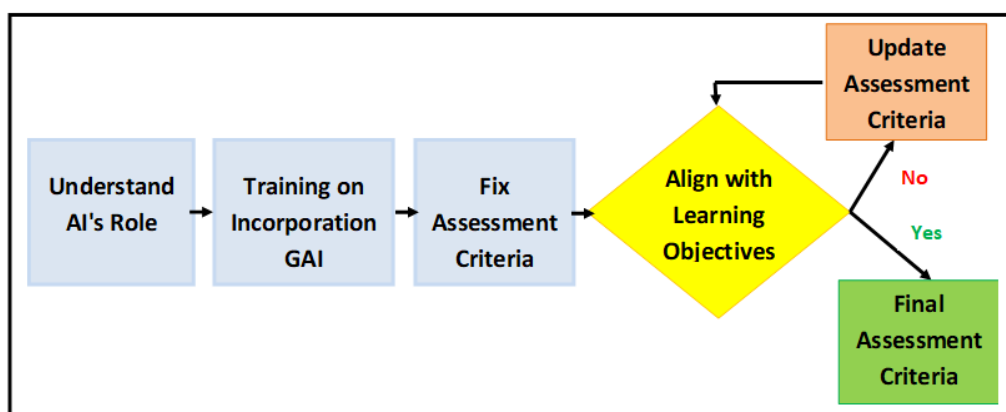 Understand
AI's Role
Training on
Incorporation
GAI
Fix
Assessment
Criteria
Align with
Learning
Objectives
Update
Assessment
Criteria
No
Yes
Final
Assessment
Criteria